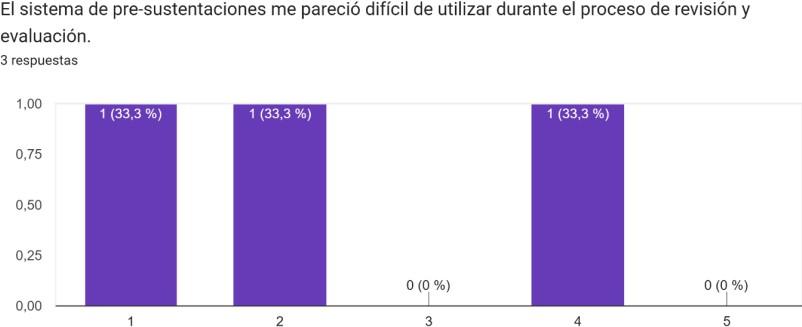 El sistema de pre-sustentaciones me pareció difícil de utilizar durante el proceso de revisión y
evaluación.
3 respuestas
1,00
1 (33,3 %) 1 (33,3 %) 1 (33,3 %)
0,75
0,50
0,25
0 (0 %) 0 (0 %)
0,00
1 2 3 4 5